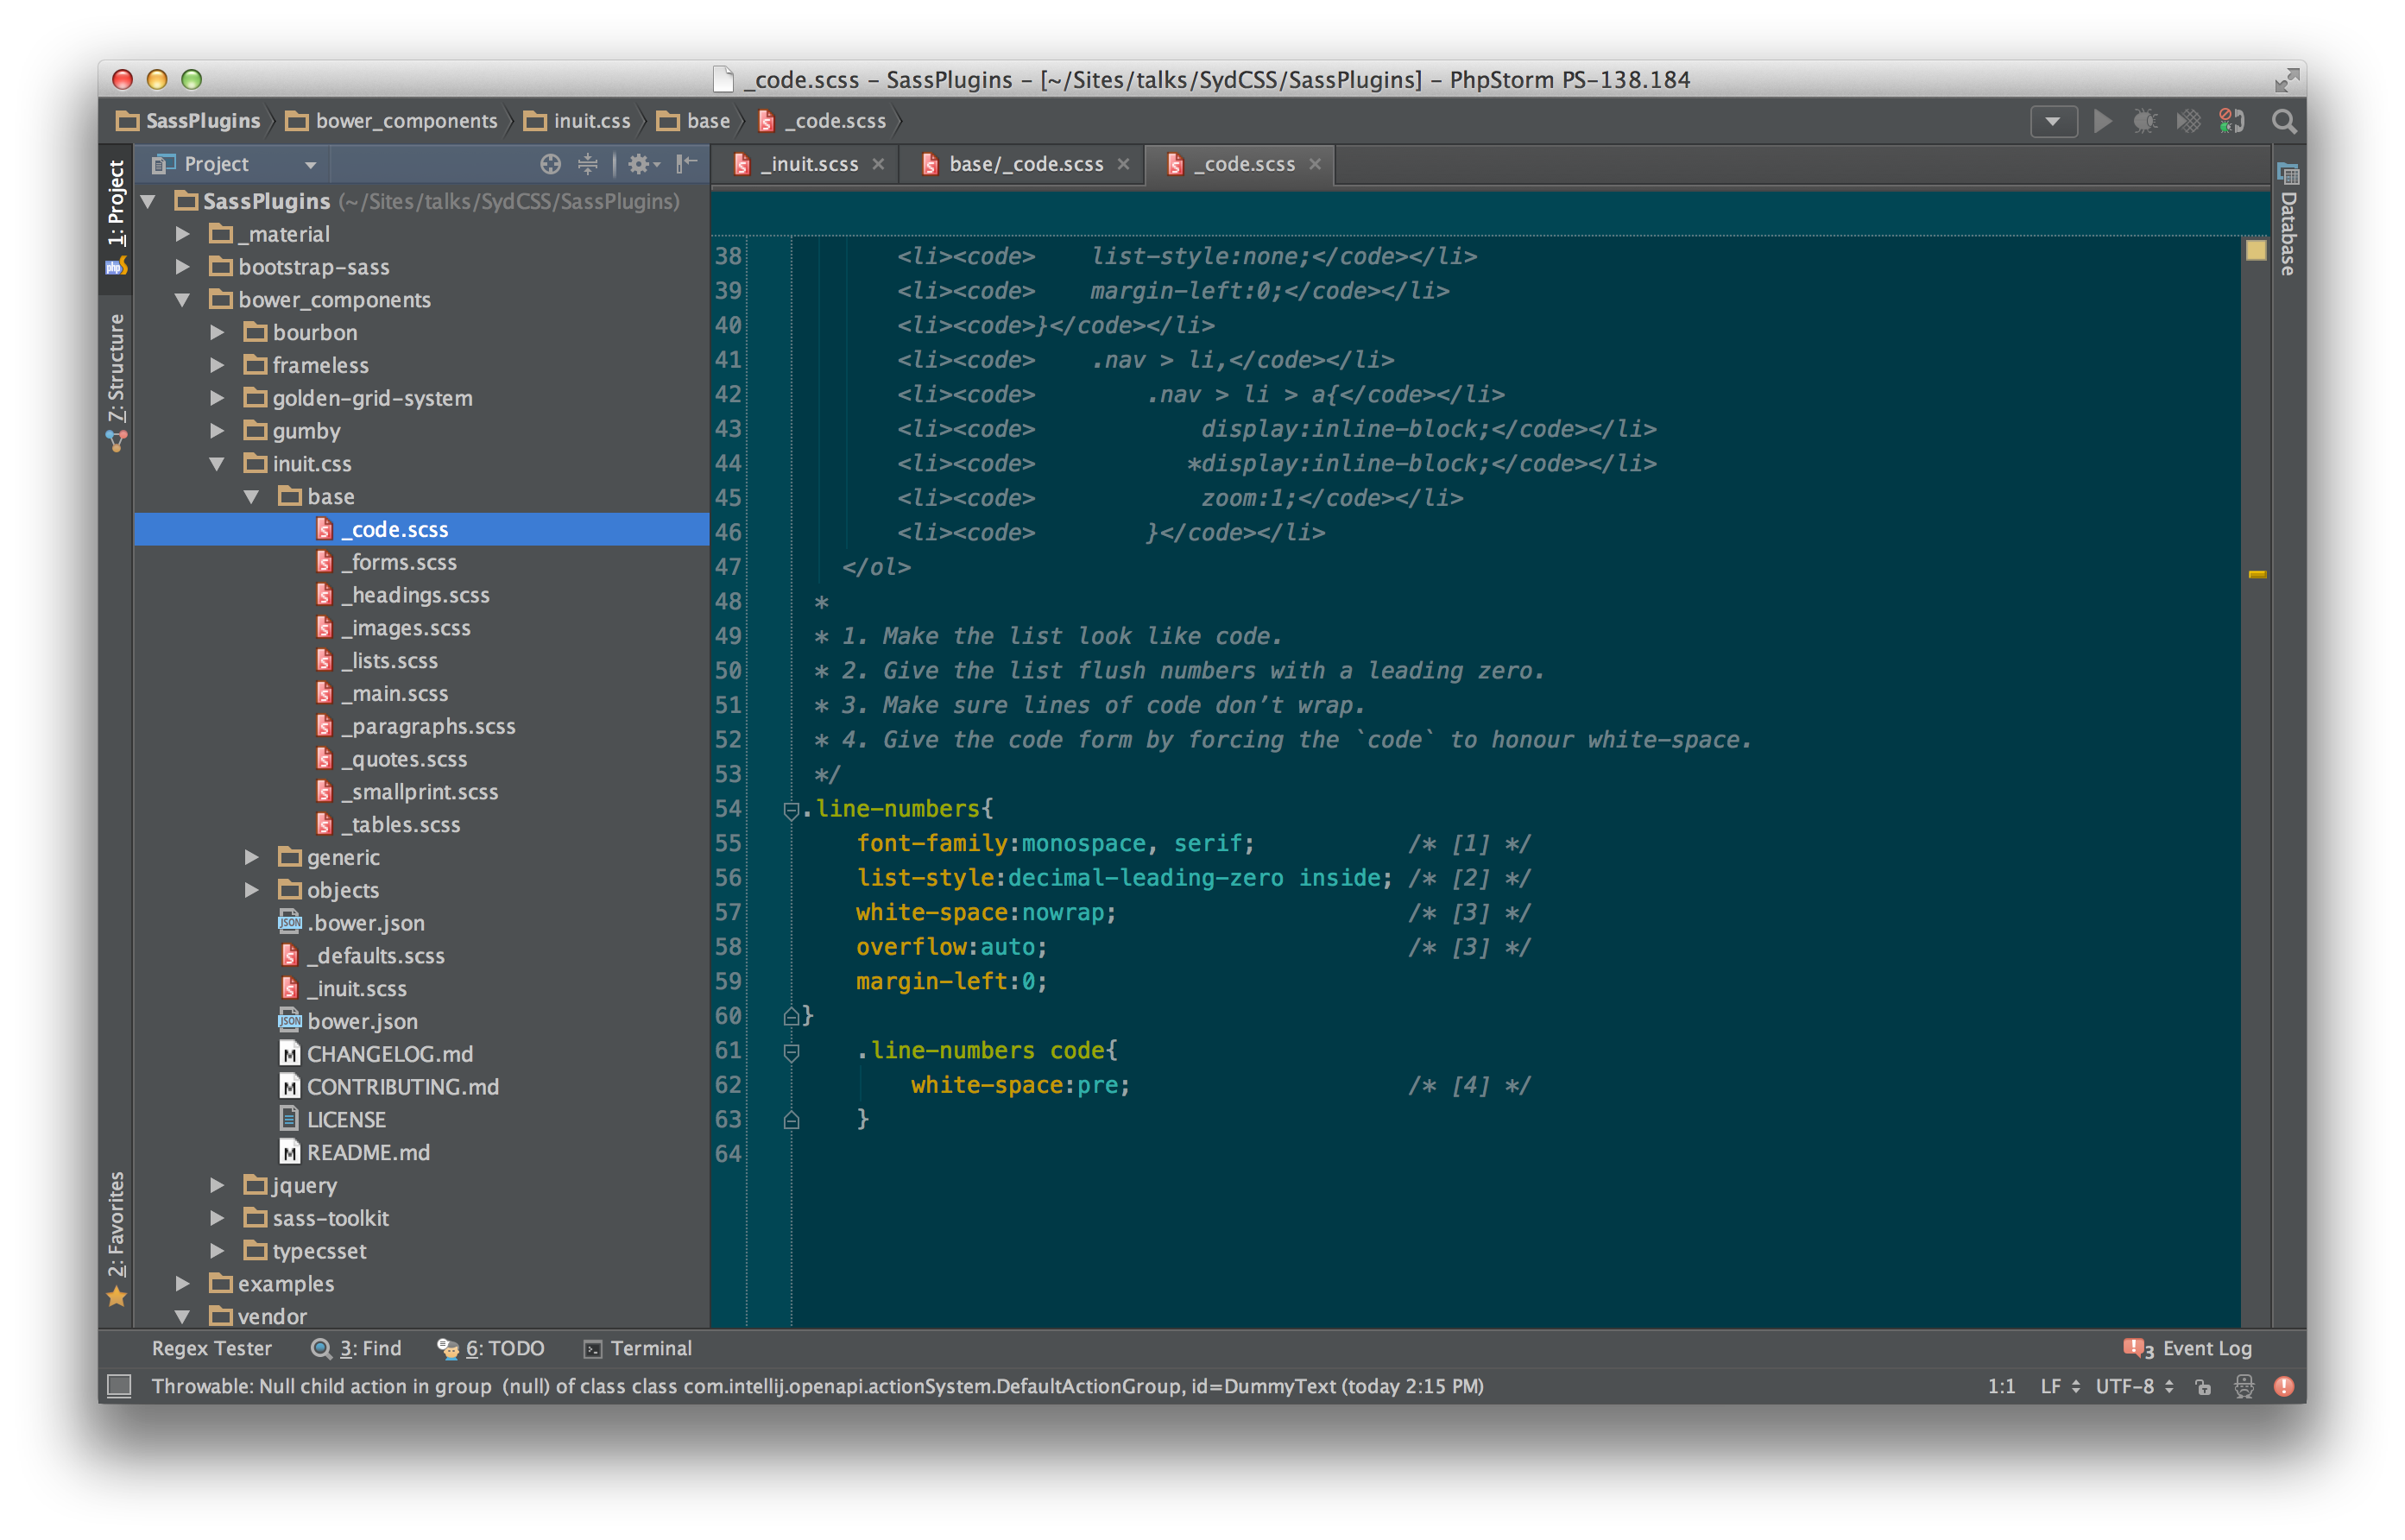 _code.scss – SassPlugins – [~/Sites/talks/SydCSS/SassPlugins] – PhpStorm PS-138.184
SassPlugins bower_components inuit.css base _code.scss
1: Project
7: Structure
2: Favorites
Project
SassPlugins (~/Sites/talks/SydCSS/SassPlugins)
_material
bootstrap-sass
bower_components
bourbon
frameless
golden-grid-system
gumby
inuit.css
base
_code.scss
_forms.scss
_headings.scss
_images.scss
_lists.scss
_main.scss
_paragraphs.scss
_quotes.scss
_smallprint.scss
_tables.scss
generic
objects
.bower.json
_defaults.scss
_inuit.scss
bower.json
CHANGELOG.md
CONTRIBUTING.md
LICENSE
README.md
jquery
sass-toolkit
typecsset
examples
vendor
_inuit.scss base/_code.scss _code.scss
38 <li><code>    list-style:none;</code></li>
39 <li><code>    margin-left:0;</code></li>
40 <li><code>}</code></li>
41 <li><code>    .nav > li,</code></li>
42 <li><code>        .nav > li > a{</code></li>
43 <li><code>            display:inline-block;</code></li>
44 <li><code>           *display:inline-block;</code></li>
45 <li><code>            zoom:1;</code></li>
46 <li><code>        }</code></li>
47 </ol>
48 *
49 * 1. Make the list look like code.
50 * 2. Give the list flush numbers with a leading zero.
51 * 3. Make sure lines of code don’t wrap.
52 * 4. Give the code form by forcing the `code` to honour white-space.
53 */
54 .line-numbers{
55     font-family:monospace, serif;           /* [1] */
56     list-style:decimal-leading-zero inside; /* [2] */
57     white-space:nowrap;                     /* [3] */
58     overflow:auto;                          /* [3] */
59     margin-left:0;
60 }
61     .line-numbers code{
62         white-space:pre;                    /* [4] */
63     }
64
Database
Regex Tester 3: Find 6: TODO Terminal 3 Event Log
Throwable: Null child action in group  (null) of class class com.intellij.openapi.actionSystem.DefaultActionGroup, id=DummyText (today 2:15 PM) 1:1 LF UTF-8